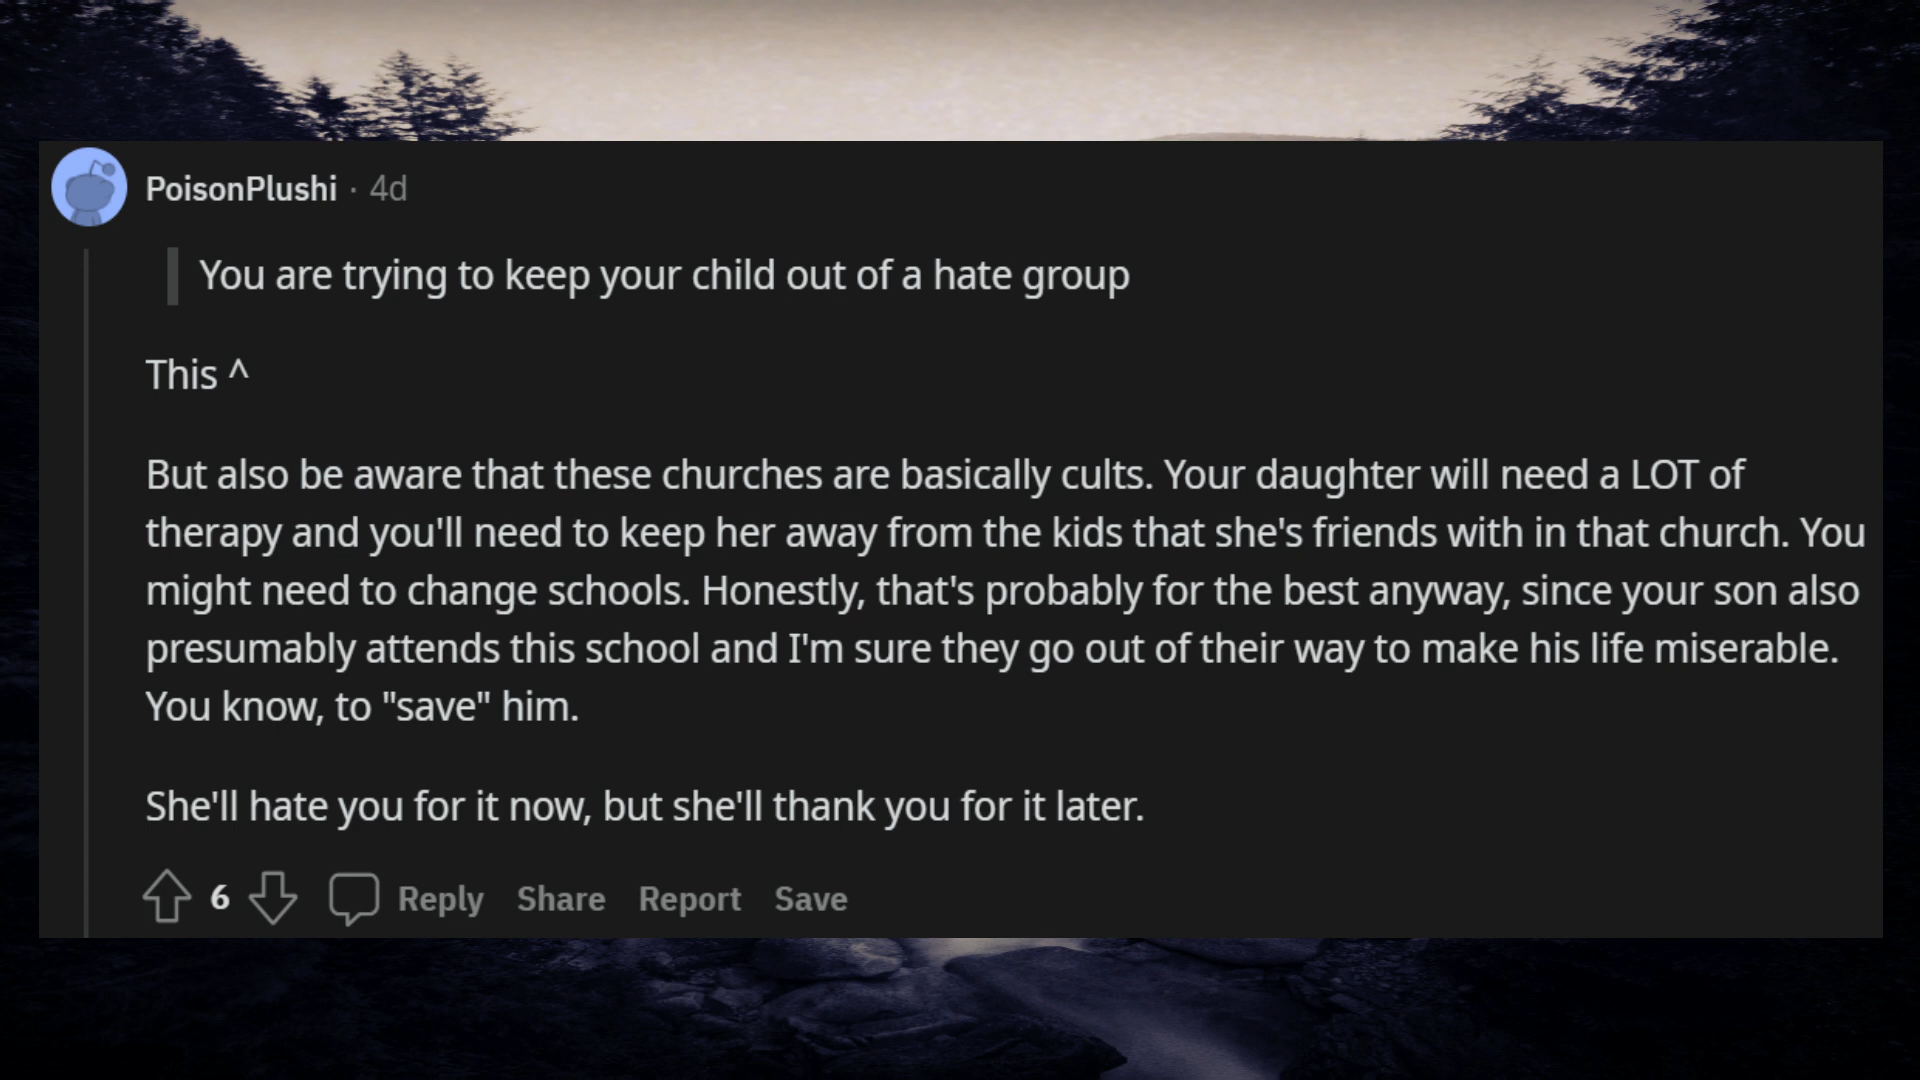 PoisonPlushi · 4d
You are trying to keep your child out of a hate group
This ^
But also be aware that these churches are basically cults. Your daughter will need a LOT of
therapy and you'll need to keep her away from the kids that she's friends with in that church. You
might need to change schools. Honestly, that's probably for the best anyway, since your son also
presumably attends this school and I'm sure they go out of their way to make his life miserable.
You know, to "save" him.
She'll hate you for it now, but she'll thank you for it later.
6 Reply Share Report Save